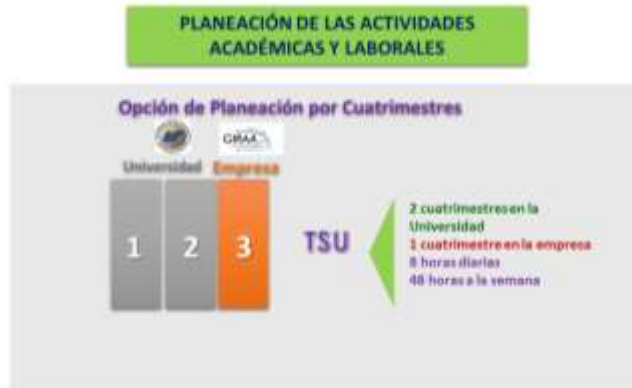 PLANEACIÓN DE LAS ACTIVIDADES
ACADÉMICAS Y LABORALES
Opción de Planeación por Cuatrimestres
Universidad Empresa
1 2 3
TSU
2 cuatrimestres en la
Universidad
1 cuatrimestre en la empresa
8 horas diarias
48 horas a la semana